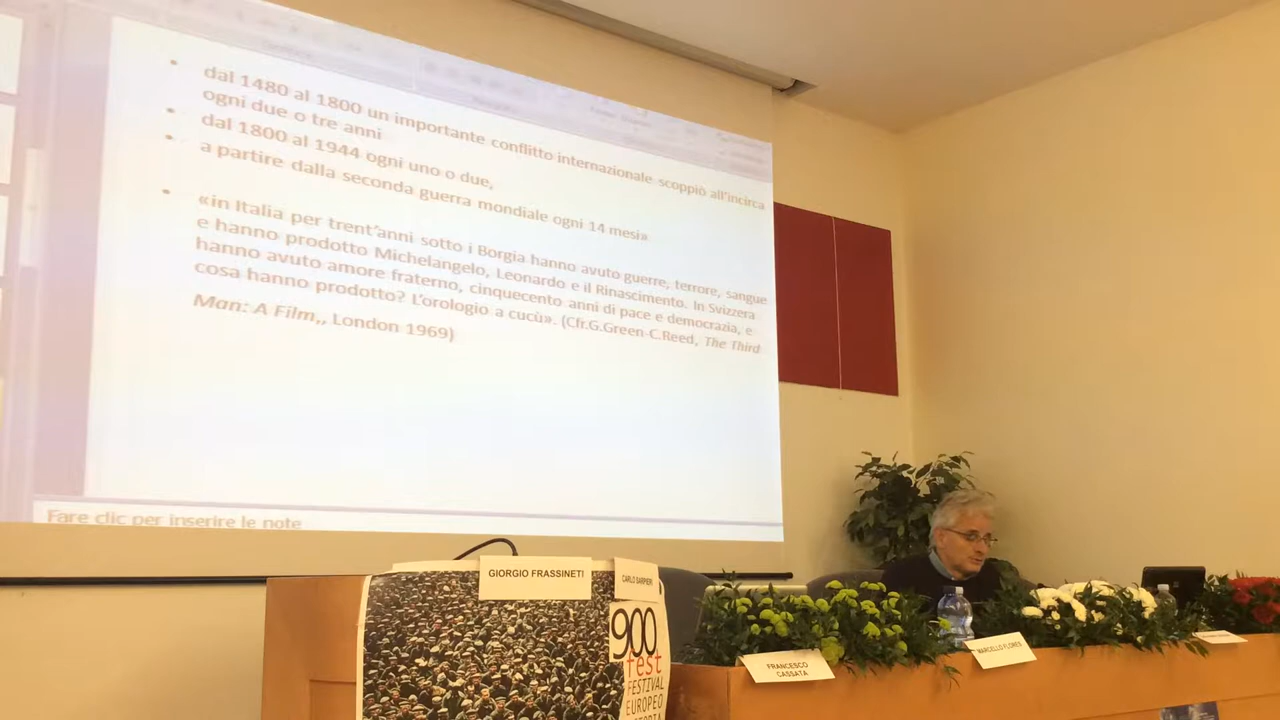 dal 1480 al 1800 un importante conflitto internazionale scoppiò all'incirca
ogni due o tre anni
dal 1800 al 1944 ogni uno o due,
a partire dalla seconda guerra mondiale ogni 14 mesi»
«in Italia per trent'anni sotto i Borgia hanno avuto guerre, terrore, sangue
e hanno prodotto Michelangelo, Leonardo e il Rinascimento. In Svizzera
hanno avuto amore fraterno, cinquecento anni di pace e democrazia, e
cosa hanno prodotto? L'orologio a cucù». (Cfr.G.Green-C.Reed, The Third
Man: A Film,, London 1969)
Fare clic per inserire le note
GIORGIO FRASSINETI
CARLO SARPIERI
900
fest
FESTIVAL
EUROPEO
FRANCESCO
CASSATA
MARCELLO FLORES